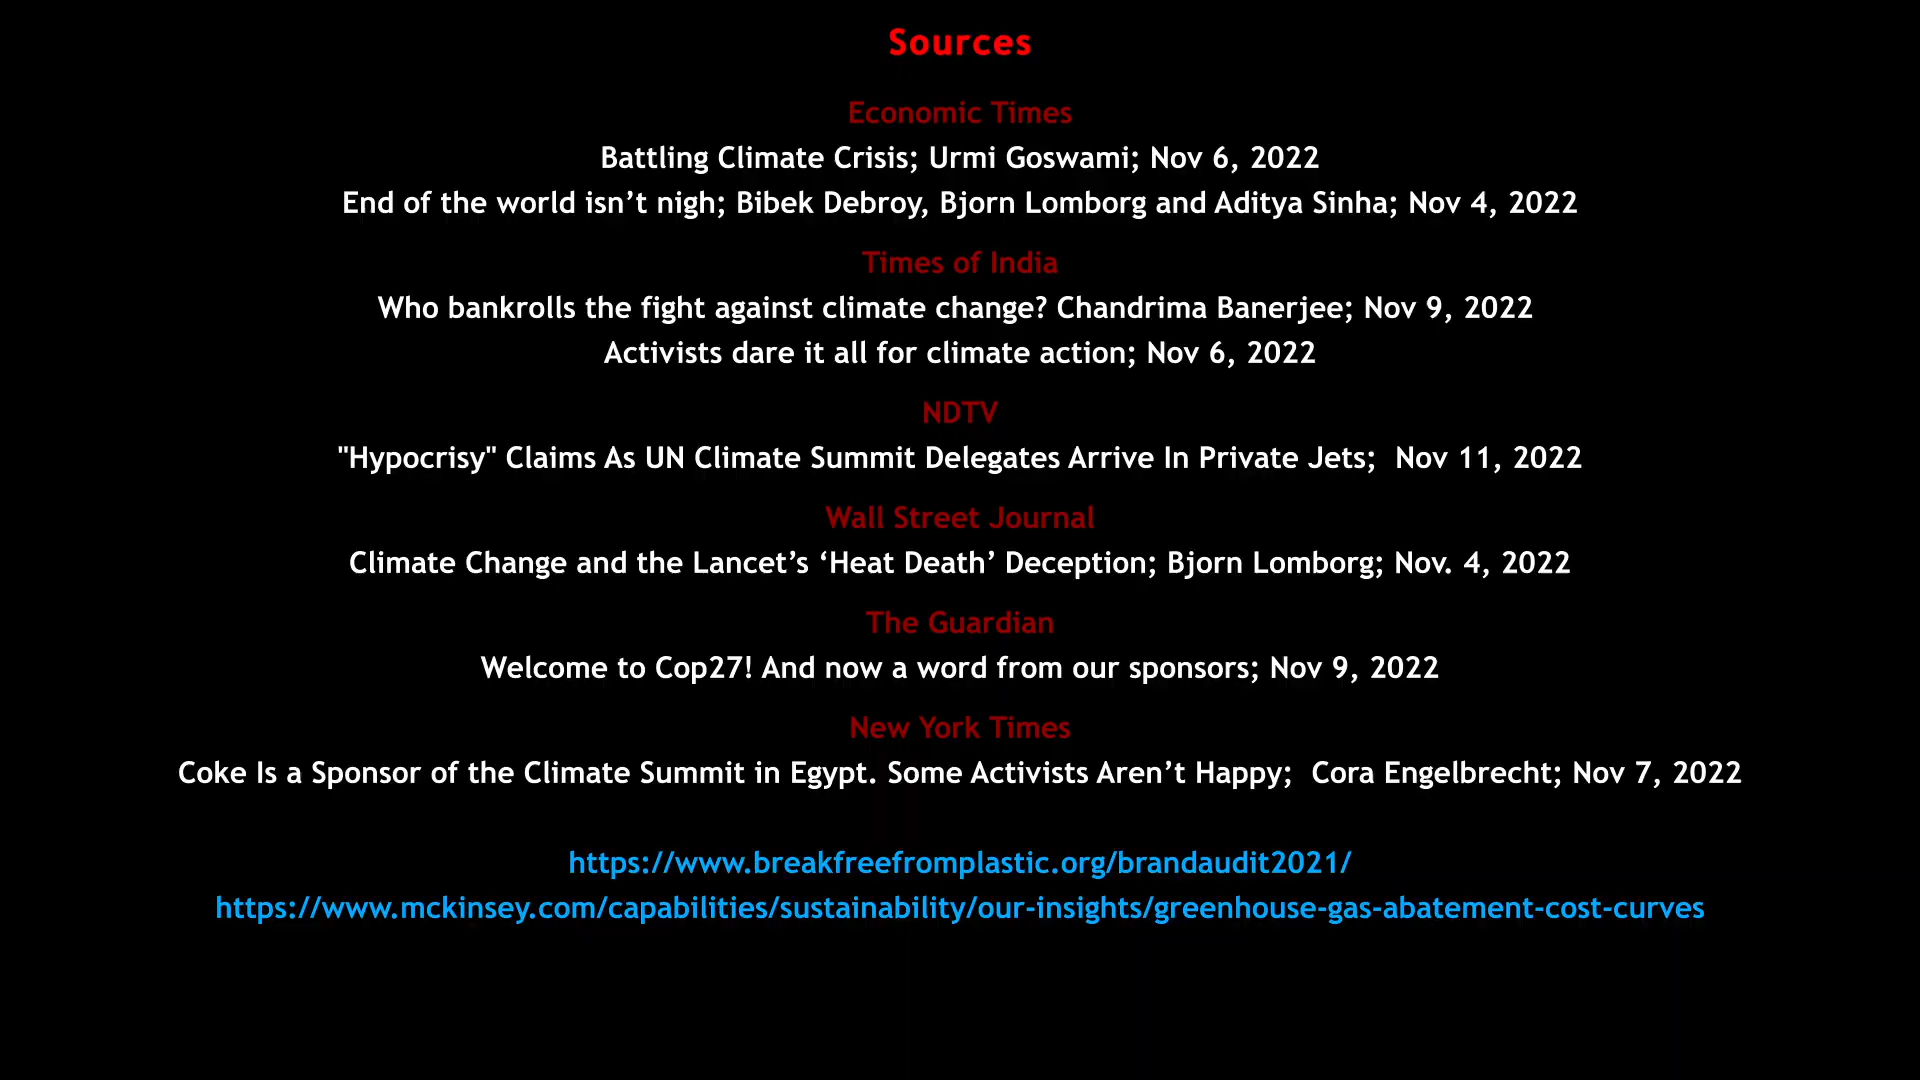 Sources
Economic Times
Battling Climate Crisis; Urmi Goswami; Nov 6, 2022
End of the world isn’t nigh; Bibek Debroy, Bjorn Lomborg and Aditya Sinha; Nov 4, 2022
Times of India
Who bankrolls the fight against climate change? Chandrima Banerjee; Nov 9, 2022
Activists dare it all for climate action; Nov 6, 2022
NDTV
"Hypocrisy" Claims As UN Climate Summit Delegates Arrive In Private Jets;  Nov 11, 2022
Wall Street Journal
Climate Change and the Lancet’s ‘Heat Death’ Deception; Bjorn Lomborg; Nov. 4, 2022
The Guardian
Welcome to Cop27! And now a word from our sponsors; Nov 9, 2022
New York Times
Coke Is a Sponsor of the Climate Summit in Egypt. Some Activists Aren’t Happy;  Cora Engelbrecht; Nov 7, 2022
https://www.breakfreefromplastic.org/brandaudit2021/
https://www.mckinsey.com/capabilities/sustainability/our-insights/greenhouse-gas-abatement-cost-curves